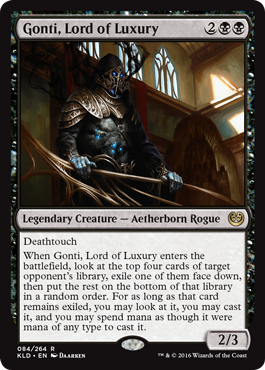 Gonti, Lord of Luxury 2
Legendary Creature — Aetherborn Rogue
Deathtouch
When Gonti, Lord of Luxury enters the
battlefield, look at the top four cards of target
opponent's library, exile one of them face down,
then put the rest on the bottom of that library
in a random order. For as long as that card
remains exiled, you may look at it, you may cast
it, and you may spend mana as though it were
mana of any type to cast it.
2/3
084/264 R
KLD • EN Daarken
™ & © 2016 Wizards of the Coast